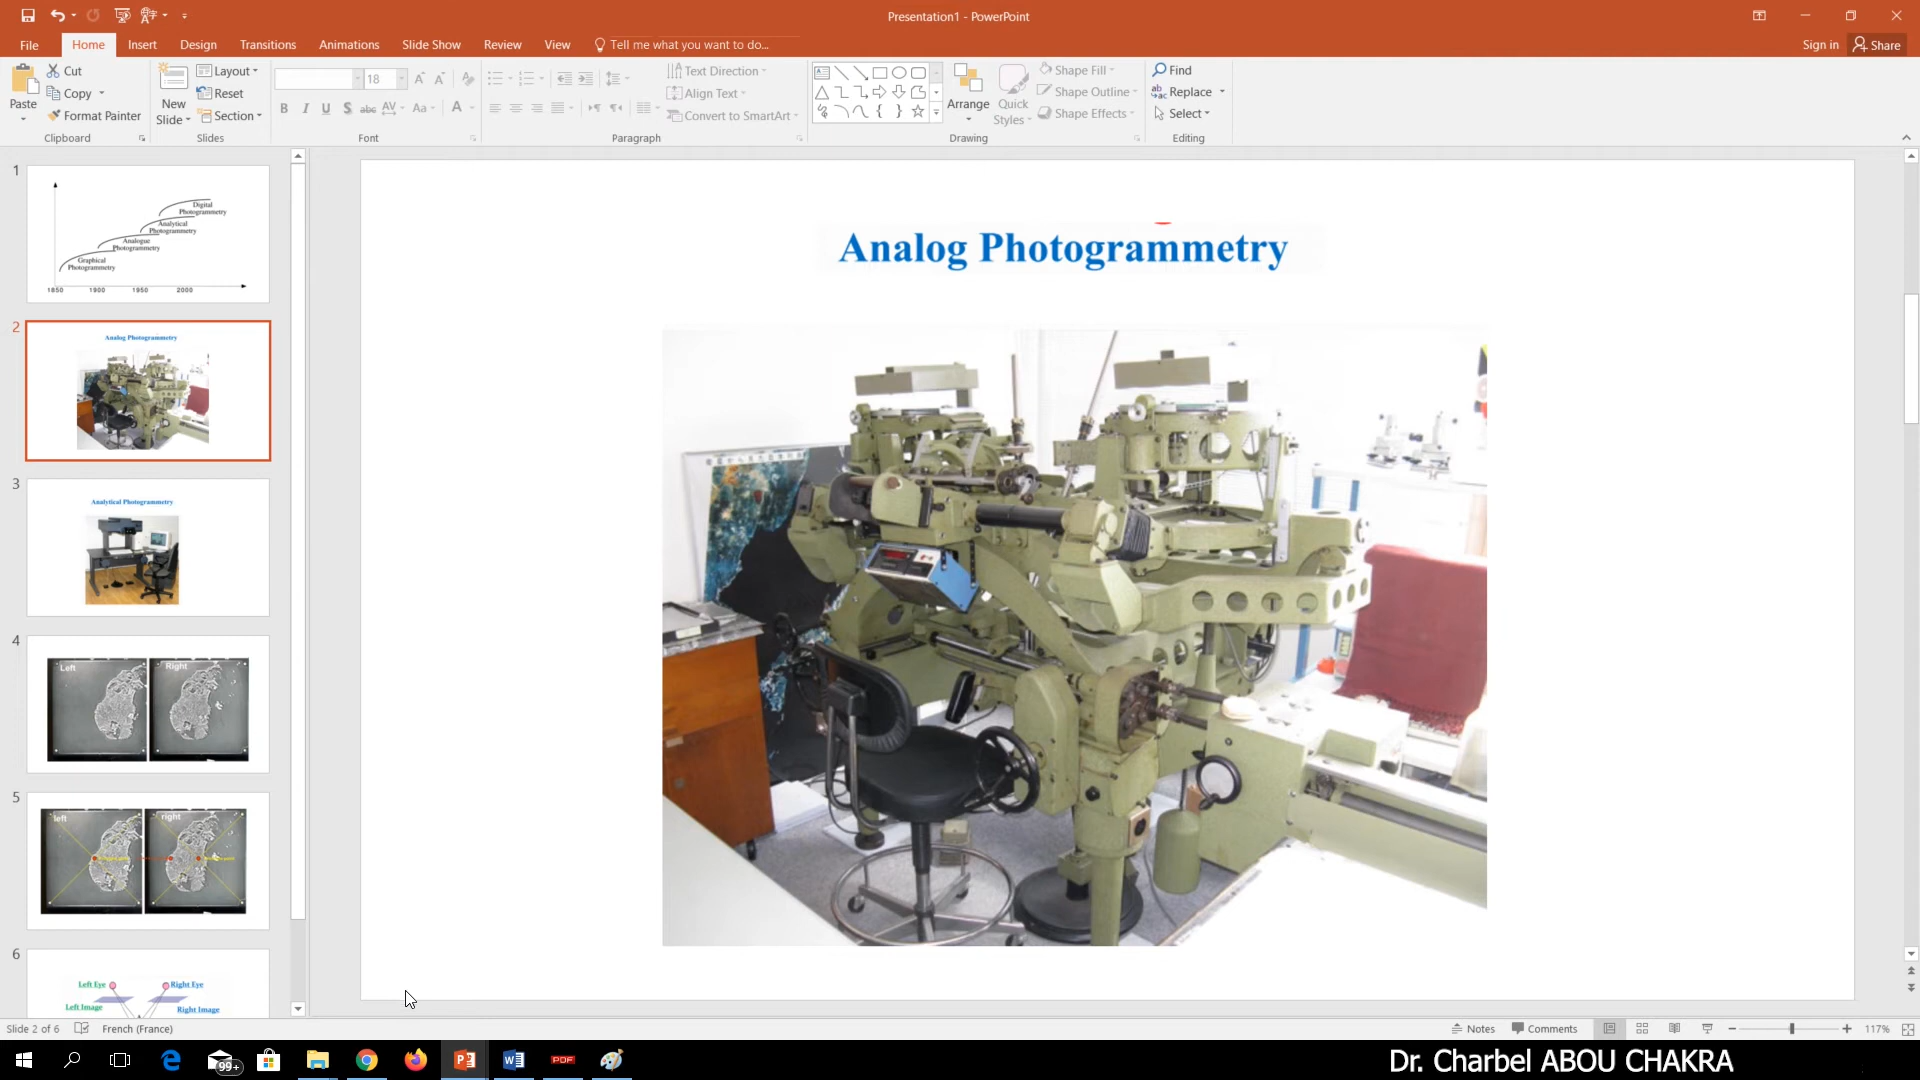 Presentation1 - PowerPoint
File Home Insert Design Transitions Animations Slide Show Review View Tell me what you want to do... Sign in Share
Paste Cut Copy Format Painter Clipboard
New Slide Layout Reset Section Slides
18 Font
Text Direction Align Text Convert to SmartArt Paragraph
Arrange Quick Styles Shape Fill Shape Outline Shape Effects Drawing
Find Replace Select Editing
1
Digital Photogrammetry
Analytical Photogrammetry
Analogue Photogrammetry
Graphical Photogrammetry
1850 1900 1950 2000
2
Analog Photogrammetry
3
Analytical Photogrammetry
4
Left Right
5
left right
6
Left Eye Right Eye
Left Image Right Image
Analog Photogrammetry
Slide 2 of 6 French (France) Notes Comments 117%
99+ PDF
Dr. Charbel ABOU CHAKRA